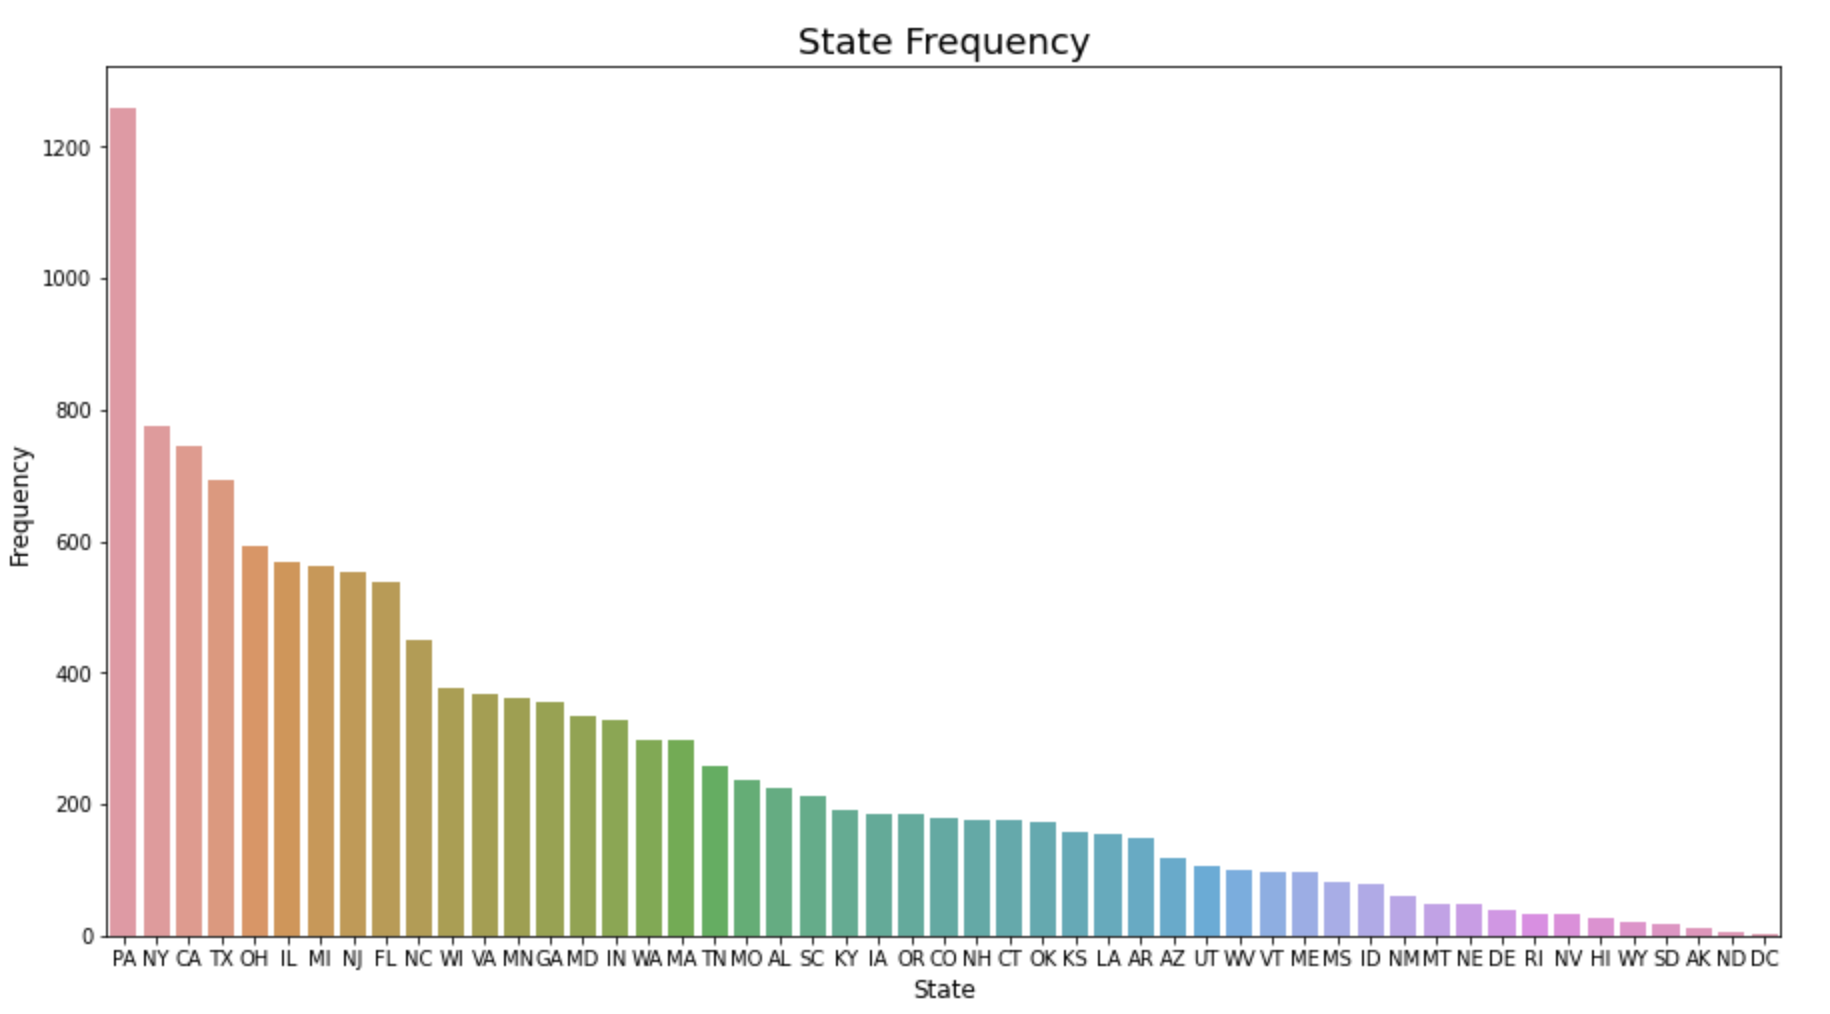 State Frequency
1200
1000
800
600
400
200
0
Frequency
PA NY CA TX OH IL MI NJ FL NC WI VA MN GA MD IN WA MA TN MO AL SC KY IA OR CO NH CT OK KS LA AR AZ UT WV VT ME MS ID NM MT NE DE RI NV HI WY SD AK ND DC
State